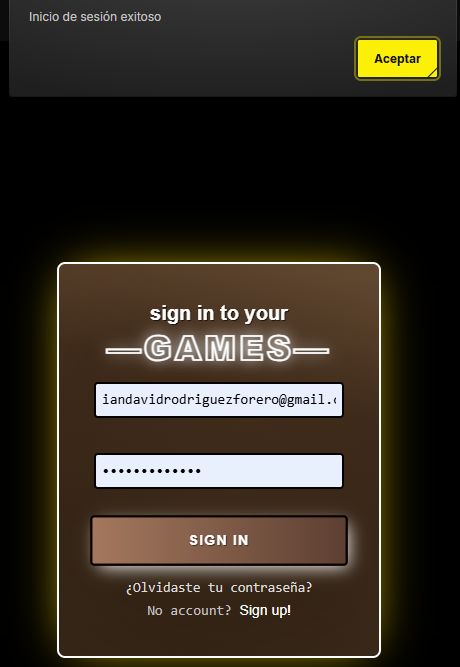 Inicio de sesión exitoso
Aceptar
sign in to your
—GAMES—
iandavidrodriguezforero@gmail.c
•••••••••••••
SIGN IN
¿Olvidaste tu contraseña?
No account? Sign up!